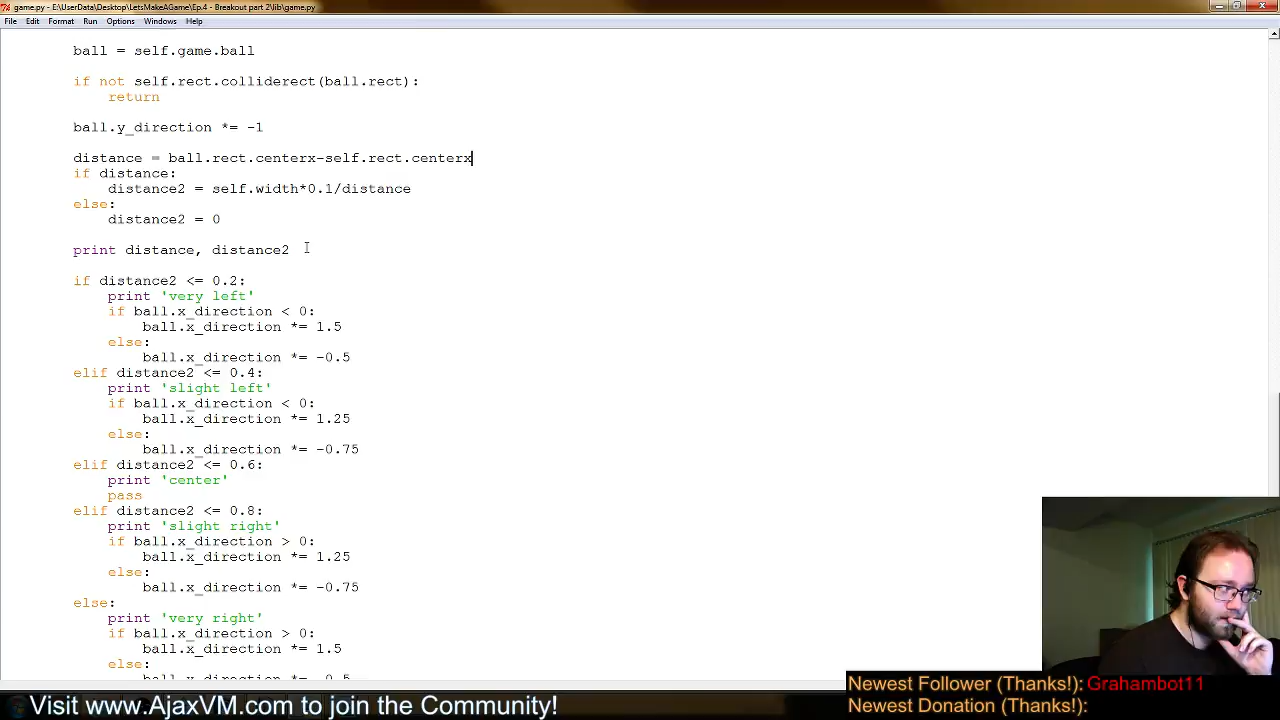 game.py - E:\UserData\Desktop\LetsMakeAGame\Ep.4 - Breakout part 2\lib\game.py
File Edit Format Run Options Windows Help
ball = self.game.ball
if not self.rect.colliderect(ball.rect):
return
ball.y_direction *= -1
distance = ball.rect.centerx-self.rect.centerx
if distance:
distance2 = self.width*0.1/distance
else:
distance2 = 0
print distance, distance2
if distance2 <= 0.2:
print 'very left'
if ball.x_direction < 0:
ball.x_direction *= 1.5
else:
ball.x_direction *= -0.5
elif distance2 <= 0.4:
print 'slight left'
if ball.x_direction < 0:
ball.x_direction *= 1.25
else:
ball.x_direction *= -0.75
elif distance2 <= 0.6:
print 'center'
pass
elif distance2 <= 0.8:
print 'slight right'
if ball.x_direction > 0:
ball.x_direction *= 1.25
else:
ball.x_direction *= -0.75
else:
print 'very right'
if ball.x_direction > 0:
ball.x_direction *= 1.5
else:
Visit www.AjaxVM.com to join the Community!
Newest Follower (Thanks!): Grahambot11
Newest Donation (Thanks!):